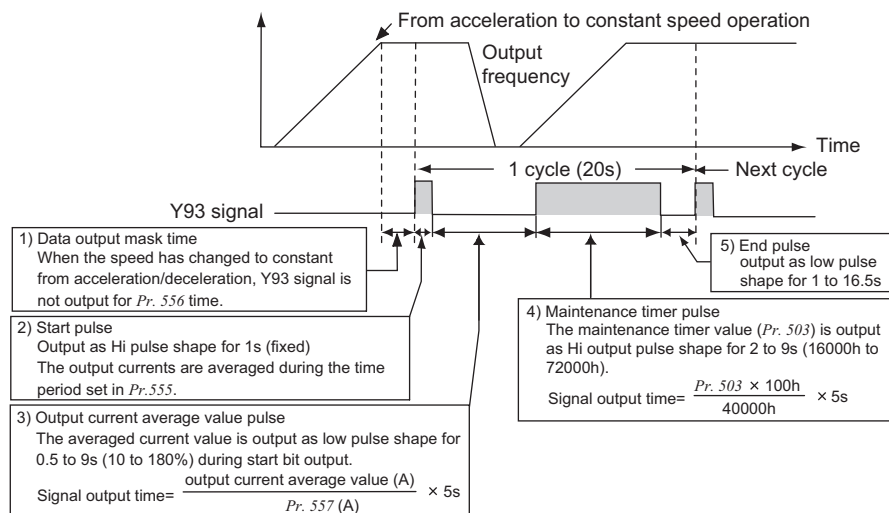 From acceleration to constant speed operation
Output
frequency
Time
1 cycle (20s)
Next cycle
Y93 signal
1) Data output mask time
When the speed has changed to constant
from acceleration/deceleration, Y93 signal is
not output for Pr. 556 time.
2) Start pulse
Output as Hi pulse shape for 1s (fixed)
The output currents are averaged during the time
period set in Pr.555.
3) Output current average value pulse
The averaged current value is output as low pulse shape for
0.5 to 9s (10 to 180%) during start bit output.
Signal output time= output current average value (A) / Pr. 557 (A) × 5s
5) End pulse
output as low pulse
shape for 1 to 16.5s
4) Maintenance timer pulse
The maintenance timer value (Pr. 503) is output
as Hi output pulse shape for 2 to 9s (16000h to
72000h).
Signal output time= Pr. 503 × 100h / 40000h × 5s